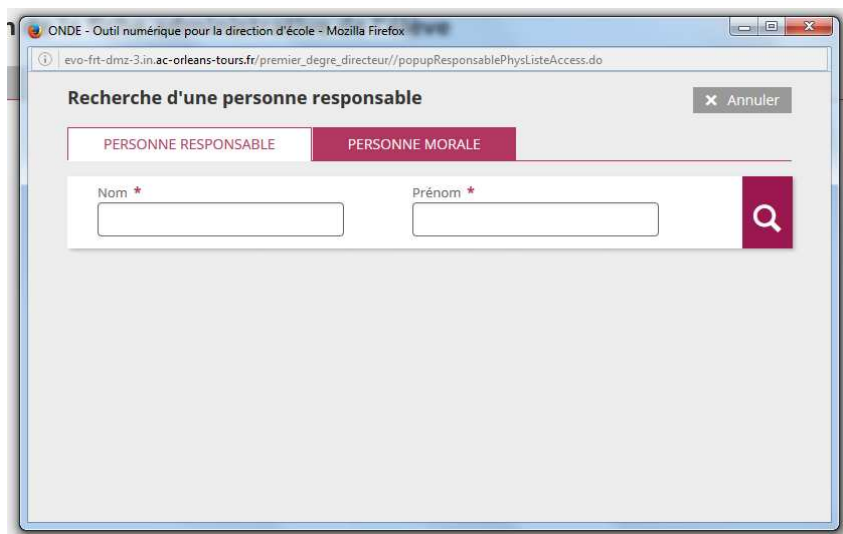 ONDE - Outil numérique pour la direction d'école - Mozilla Firefox
evo-frt-dmz-3.in.ac-orleans-tours.fr/premier_degre_directeur//popupResponsablePhysListeAccess.do
Recherche d'une personne responsable
Annuler
PERSONNE RESPONSABLE PERSONNE MORALE
Nom * Prénom *